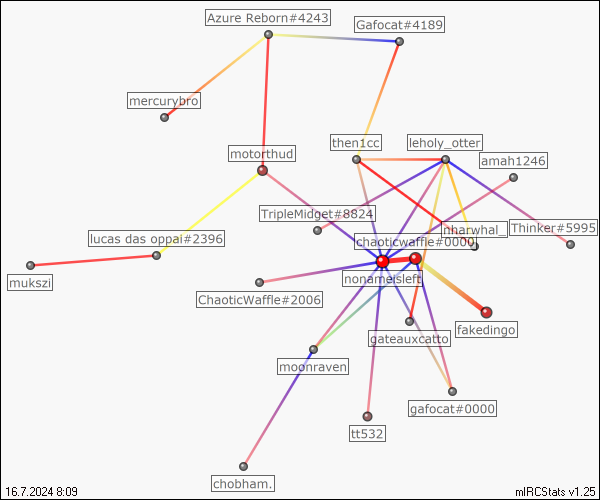 Azure Reborn#4243
Gafocat#4189
mercurybro
then1cc
leholy_otter
motorthud
amah1246
TripleMidget#8824
nharwhal_
Thinker#5995
lucas das oppai#2396
chaoticwaffle#0000
mukszi
nonameisleft
ChaoticWaffle#2006
fakedingo
gateauxcatto
moonraven
gafocat#0000
tt532
chobham.
16.7.2024 8:09
mIRCStats v1.25